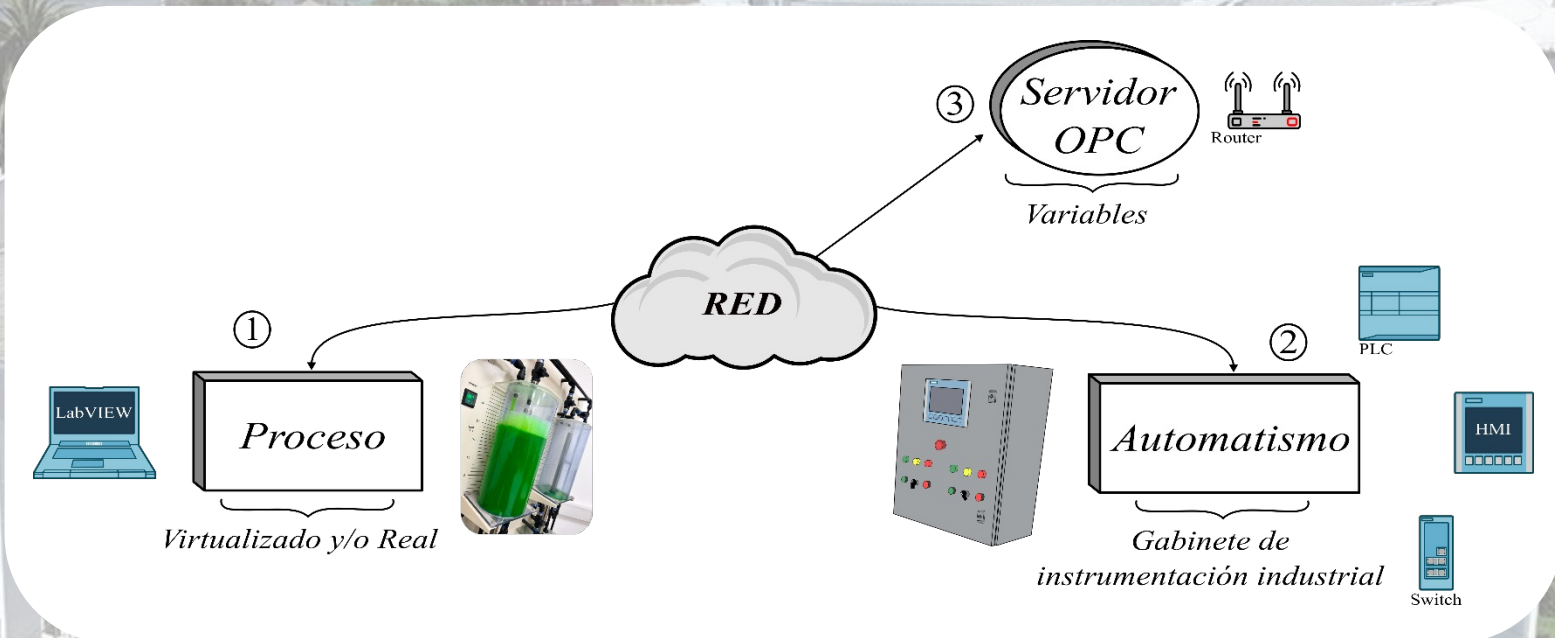 ③
Servidor
OPC
Router
Variables
RED
①
LabVIEW
Proceso
Virtualizado y/o Real
②
PLC
Automatismo
HMI
Gabinete de
instrumentación industrial
Switch